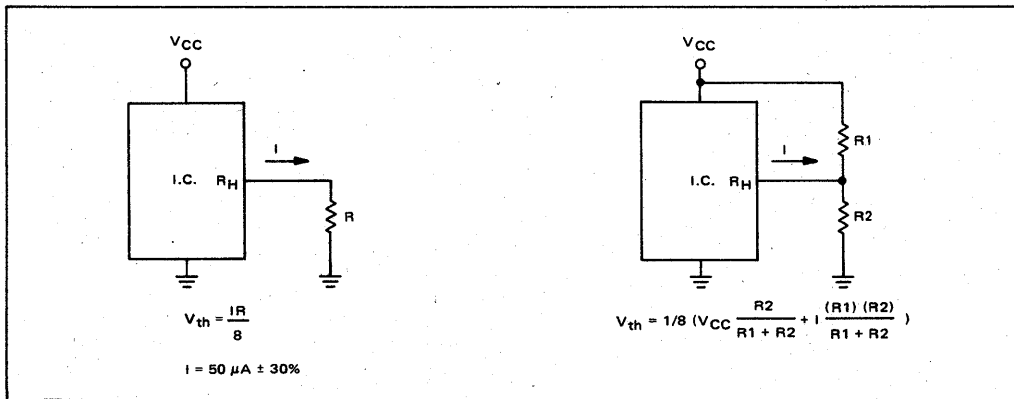 VCC
I
I.C. RH
R
Vth = IR/8
I = 50 µA ± 30%
VCC
R1
I
I.C. RH
R2
Vth = 1/8 (VCC R2/(R1 + R2) + I (R1) (R2)/(R1 + R2) )